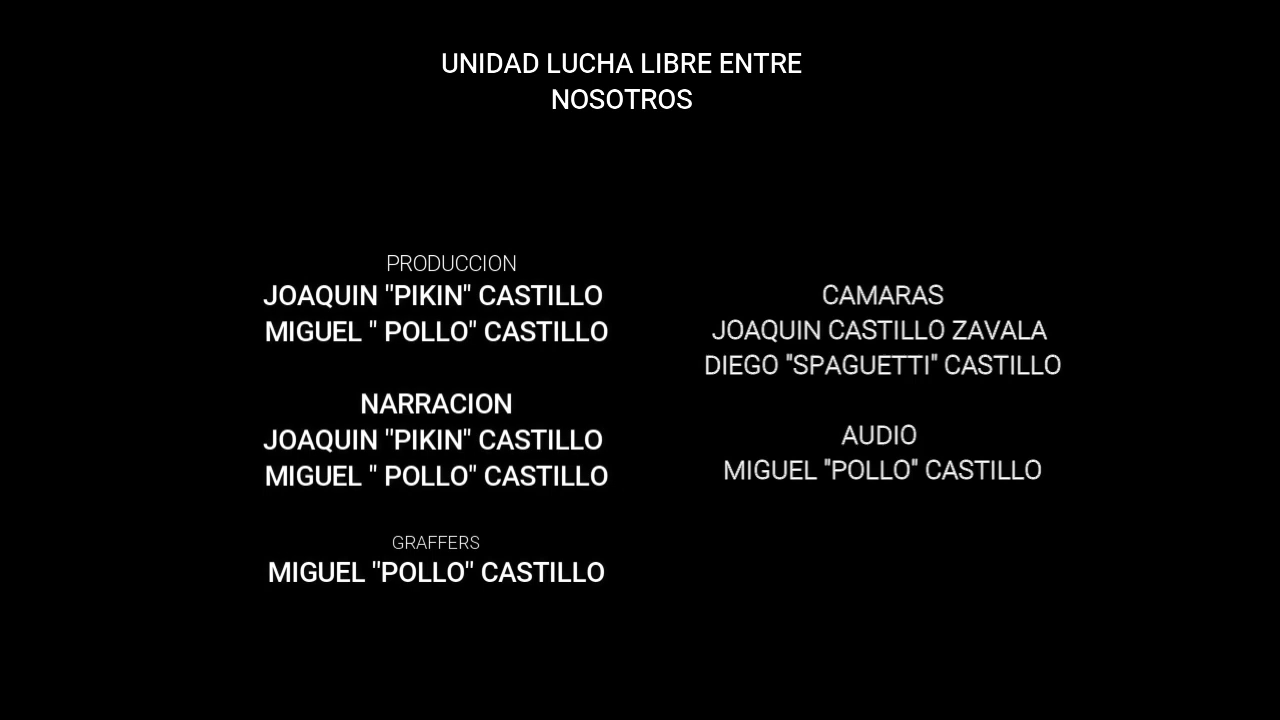 UNIDAD LUCHA LIBRE ENTRE
NOSOTROS
PRODUCCION
JOAQUIN "PIKIN" CASTILLO
MIGUEL " POLLO" CASTILLO
NARRACION
JOAQUIN "PIKIN" CASTILLO
MIGUEL " POLLO" CASTILLO
GRAFFERS
MIGUEL "POLLO" CASTILLO
CAMARAS
JOAQUIN CASTILLO ZAVALA
DIEGO "SPAGUETTI" CASTILLO
AUDIO
MIGUEL "POLLO" CASTILLO